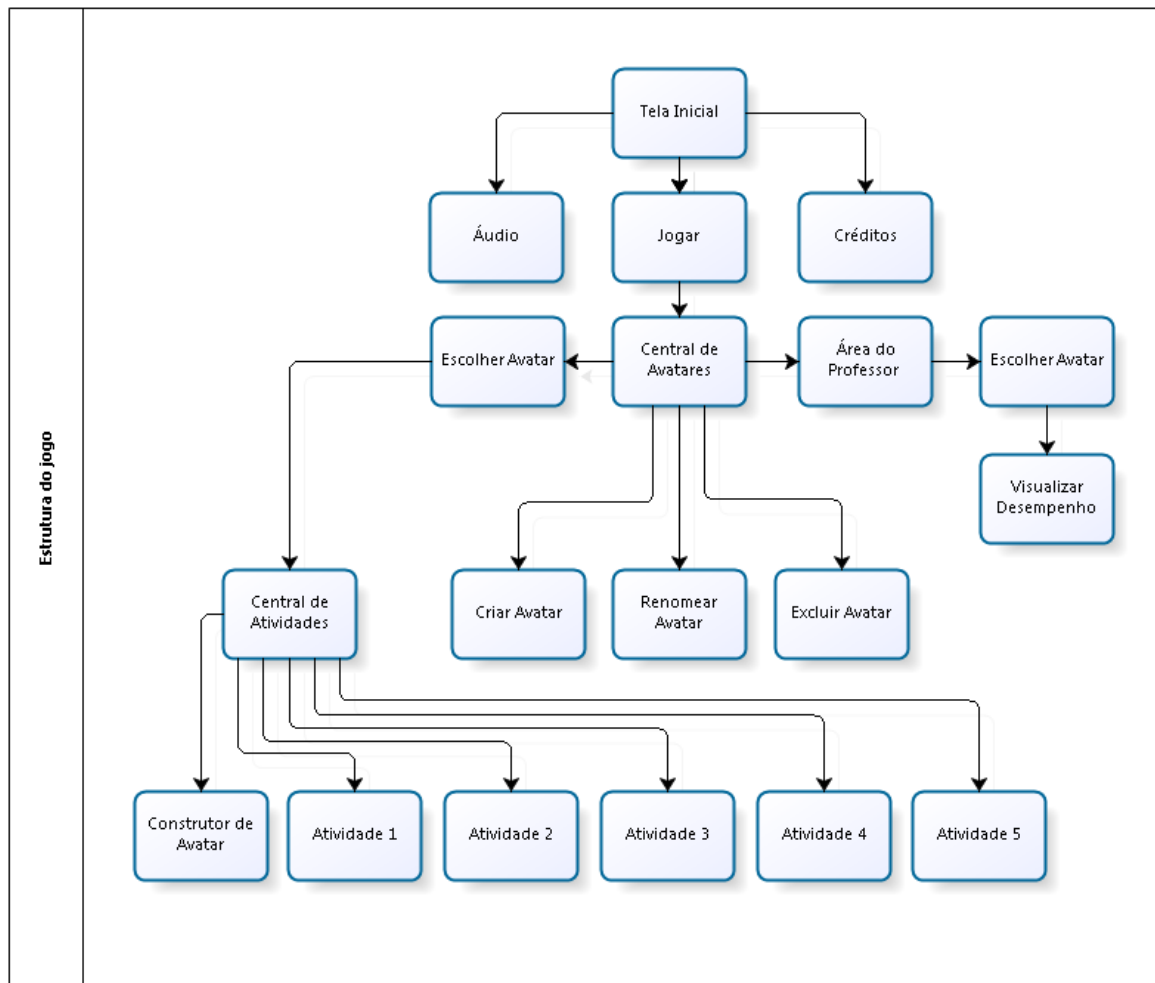 Estrutura do jogo
Tela Inicial
Áudio
Jogar
Créditos
Escolher Avatar
Central de
Avatares
Área do
Professor
Escolher Avatar
Visualizar
Desempenho
Central de
Atividades
Criar Avatar
Renomear
Avatar
Excluir Avatar
Construtor de
Avatar
Atividade 1
Atividade 2
Atividade 3
Atividade 4
Atividade 5